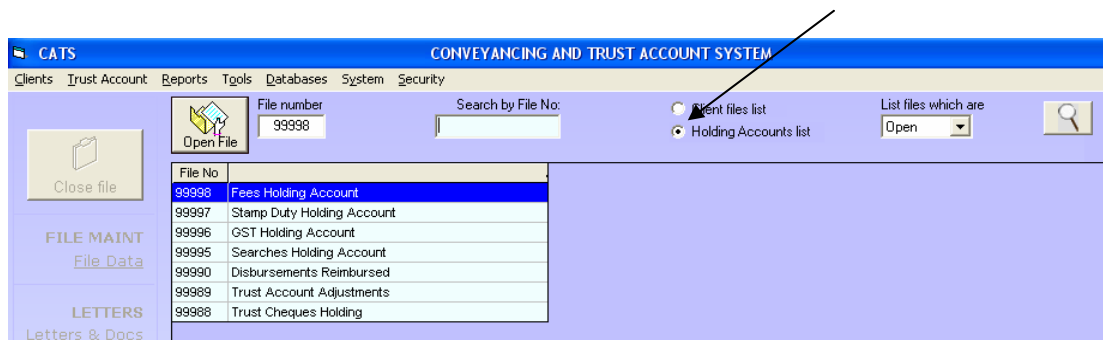 CATS CONVEYANCING AND TRUST ACCOUNT SYSTEM
Clients Trust Account Reports Tools Databases System Security
File number Search by File No: Client files list List files which are
99998 Holding Accounts list Open
Open File
Close file
FILE MAINT
File Data
LETTERS
Letters & Docs
File No
99998 Fees Holding Account
99997 Stamp Duty Holding Account
99996 GST Holding Account
99995 Searches Holding Account
99990 Disbursements Reimbursed
99989 Trust Account Adjustments
99988 Trust Cheques Holding